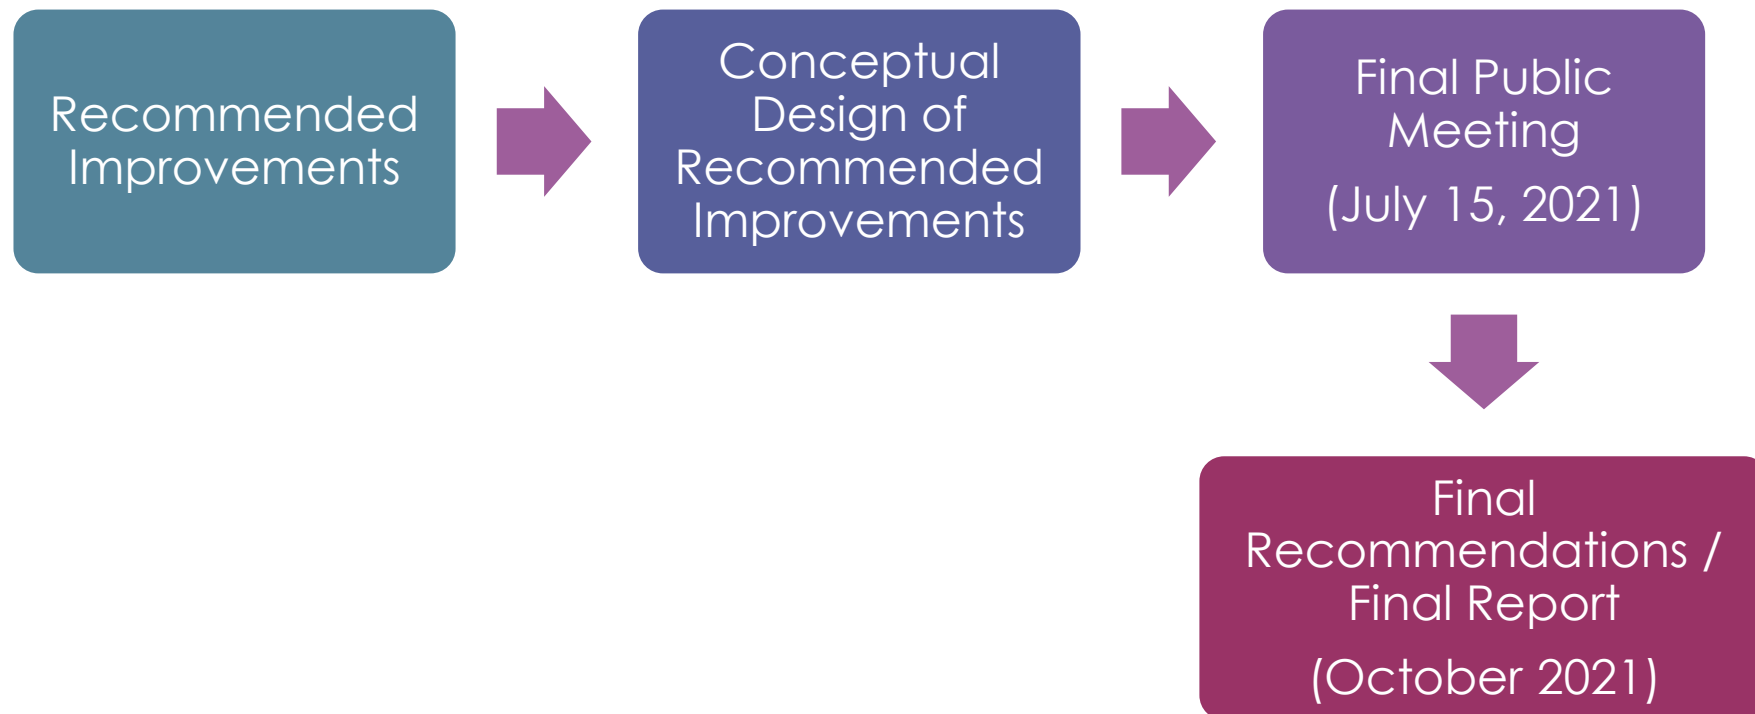 Recommended
Improvements
Conceptual
Design of
Recommended
Improvements
Final Public
Meeting
(July 15, 2021)
Final
Recommendations /
Final Report
(October 2021)